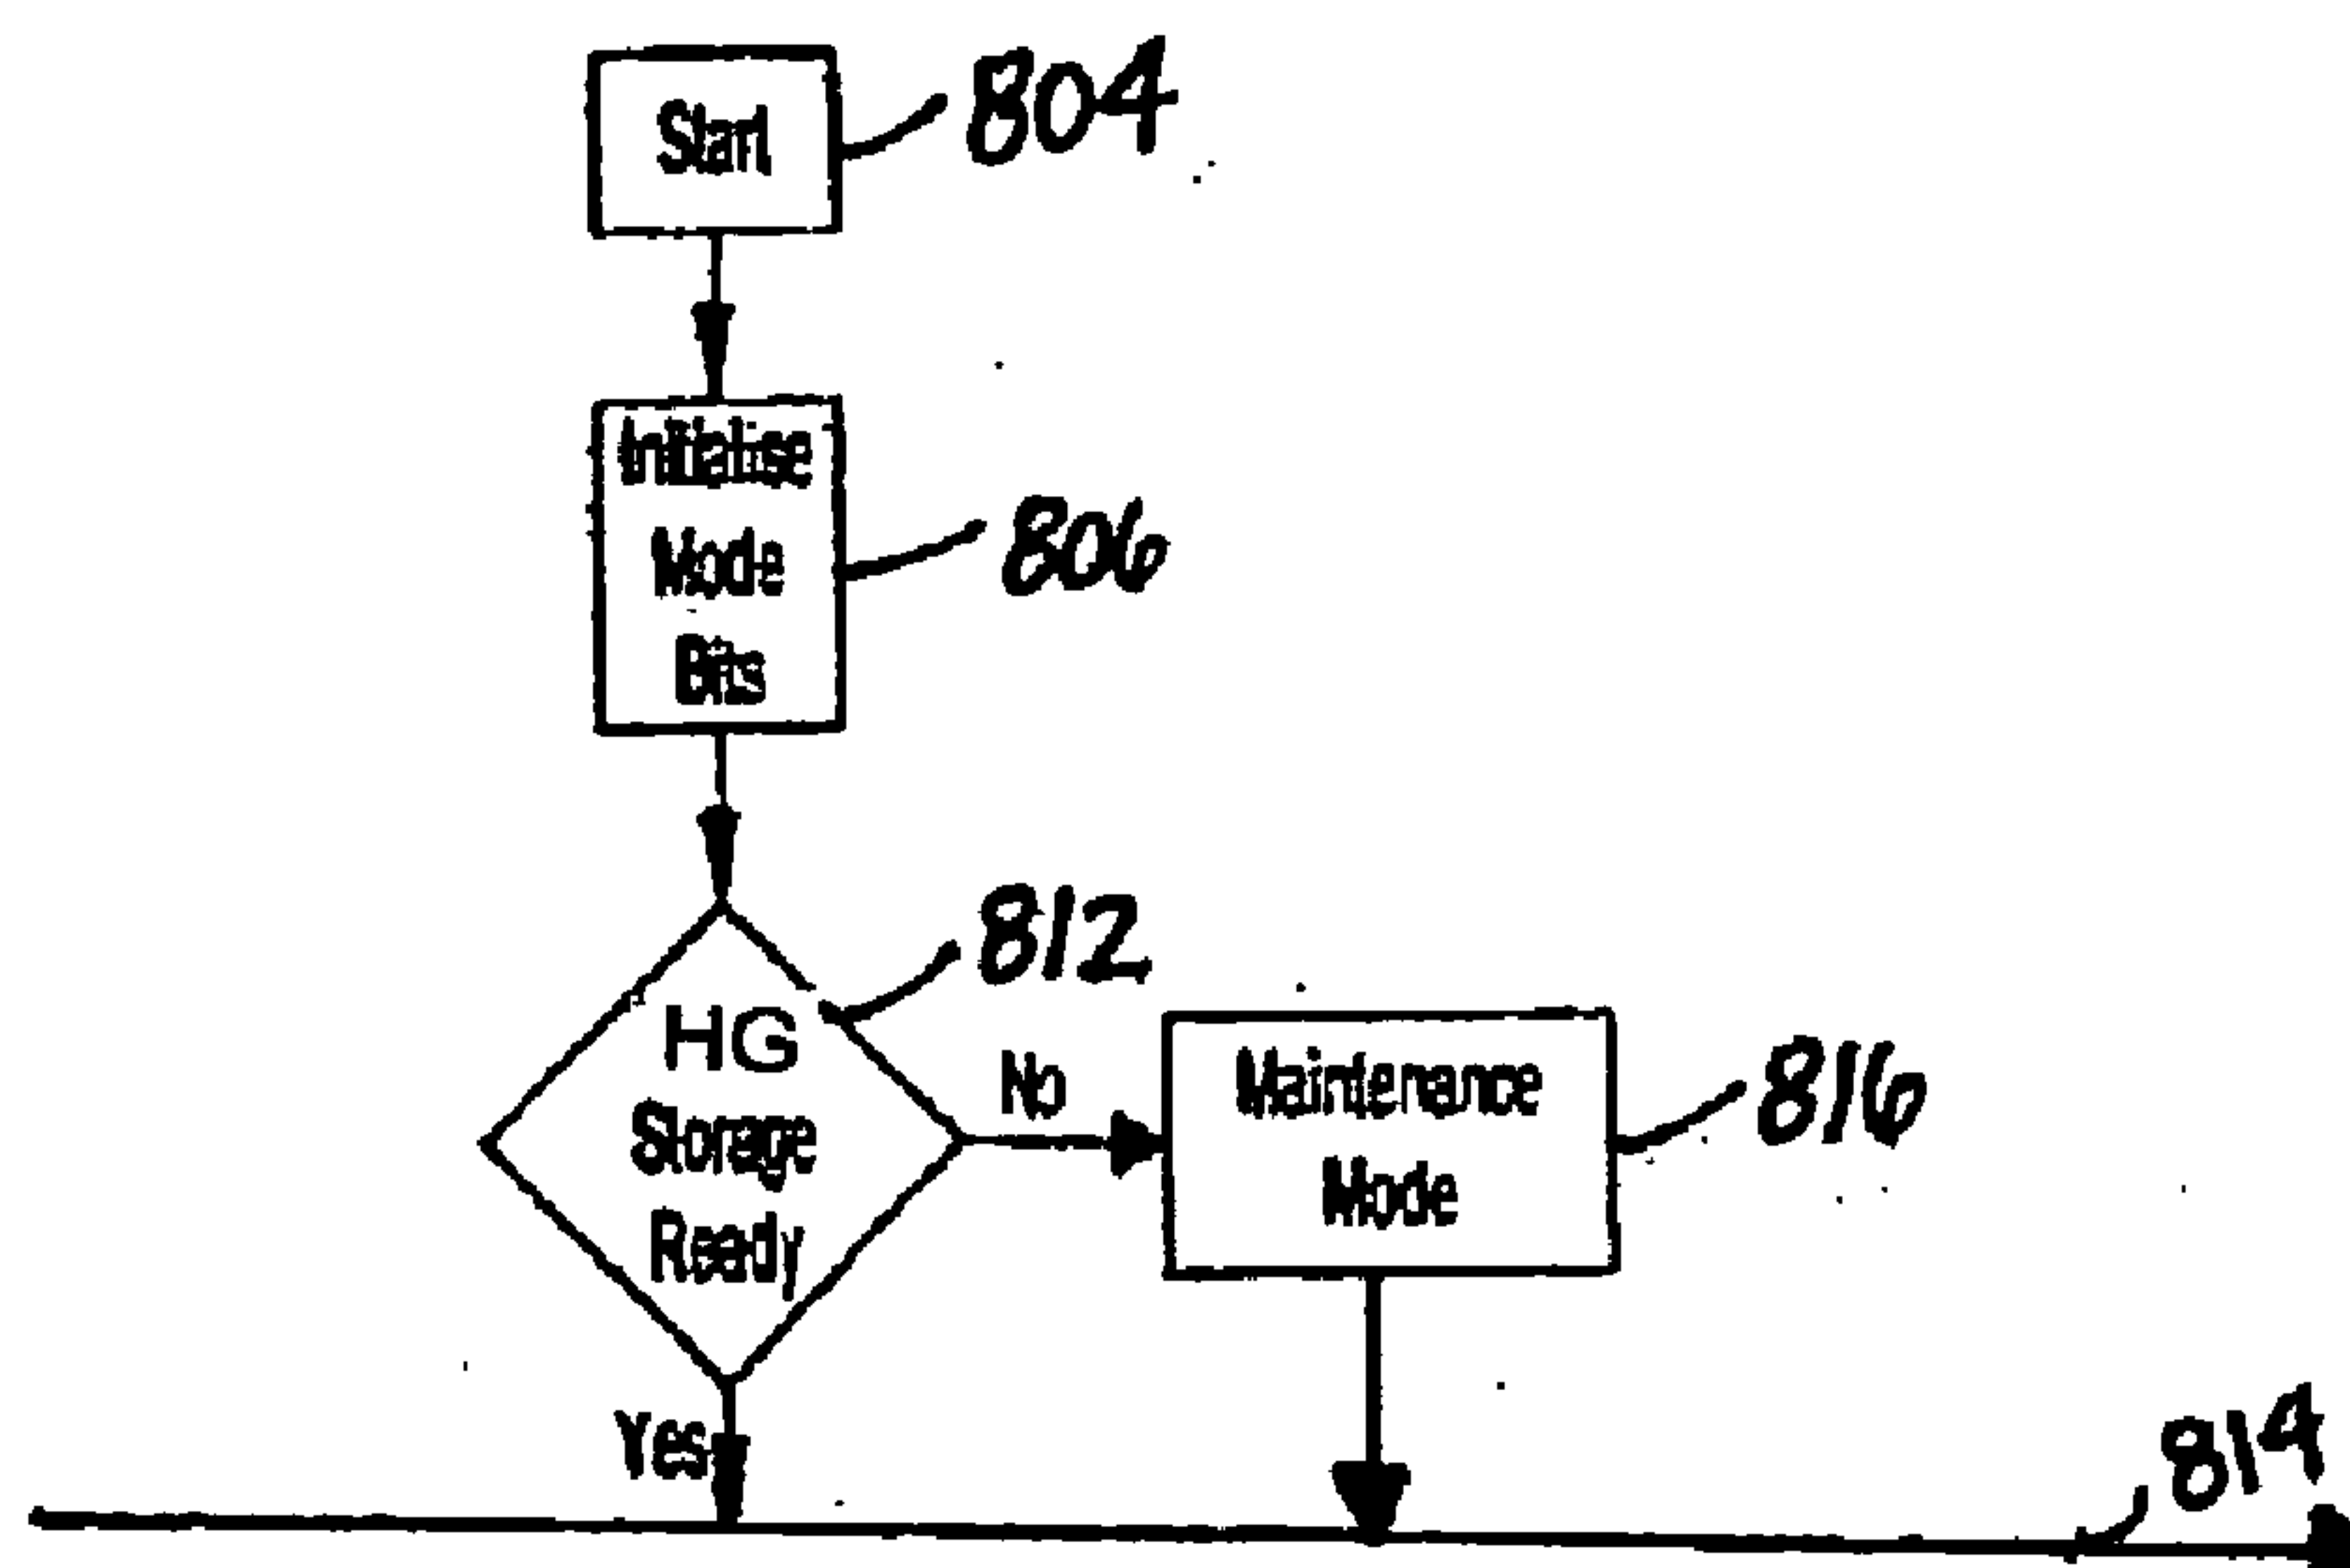 Start
804
Initialise
Mode
Bits
806
812
HG
Storage
Ready
No
Maintenance
Mode
816
Yes
814